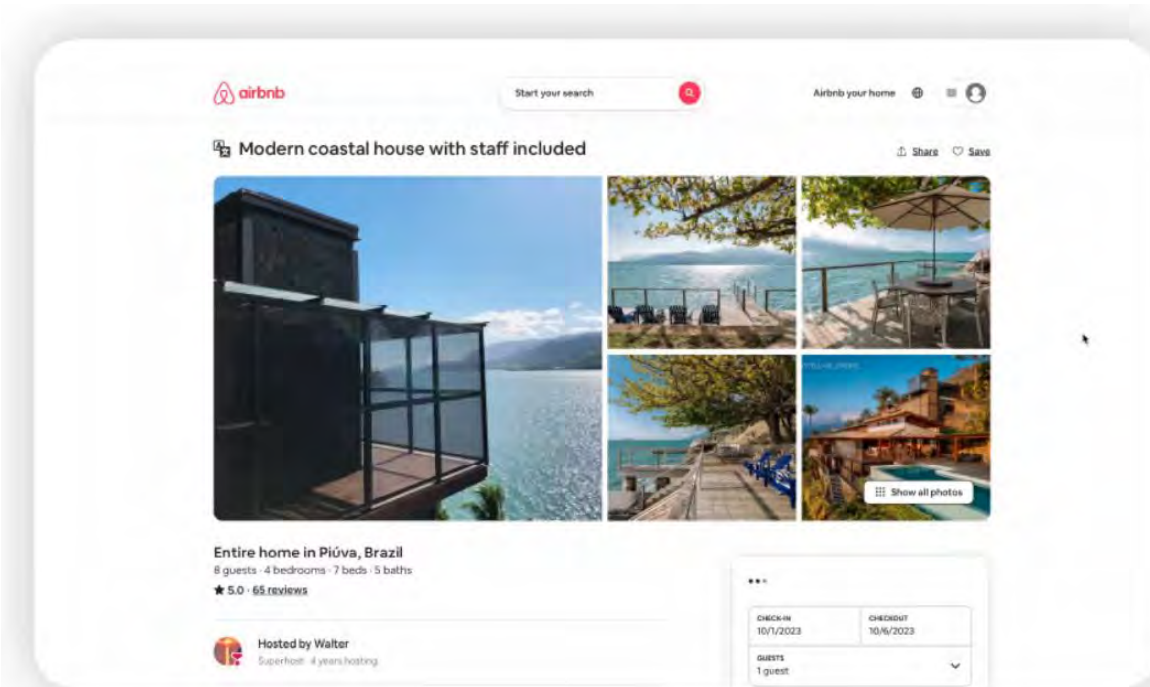 airbnb
Start your search
Airbnb your home
Modern coastal house with staff included
Share
Save
Show all photos
Entire home in Piúva, Brazil
8 guests · 4 bedrooms · 7 beds · 5 baths
★ 5.0 · 65 reviews
Hosted by Walter
Superhost · 4 years hosting
CHECK-IN
10/1/2023
CHECKOUT
10/6/2023
GUESTS
1 guest